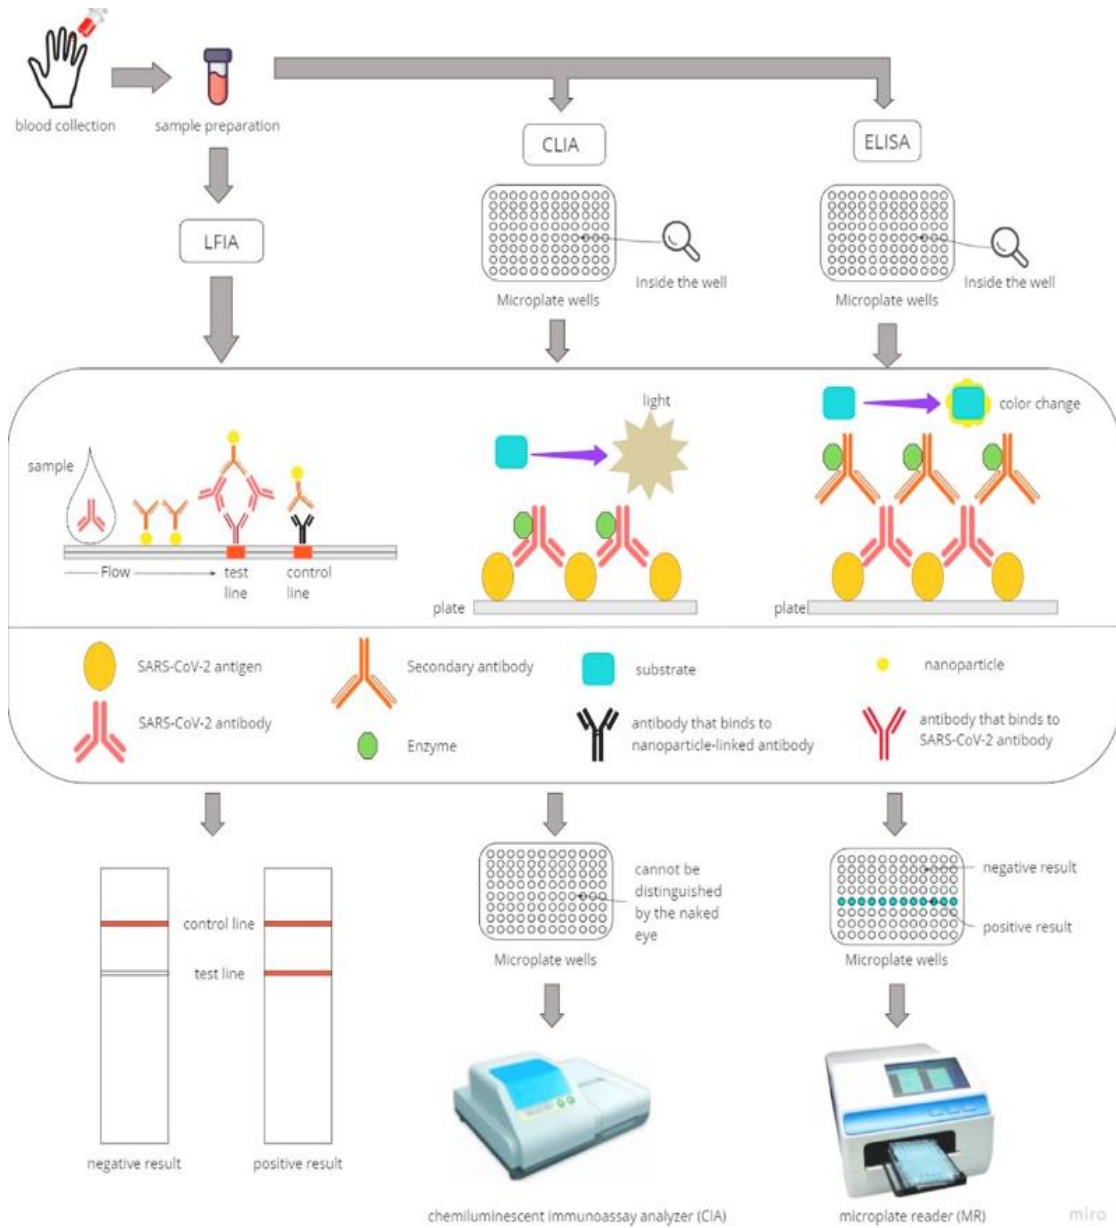 blood collection
sample preparation
CLIA
ELISA
LFIA
Inside the well
Microplate wells
Inside the well
Microplate wells
sample
Flow
test
line
control
line
light
plate
color change
plate
SARS-CoV-2 antigen
Secondary antibody
substrate
nanoparticle
SARS-CoV-2 antibody
Enzyme
antibody that binds to
nanoparticle-linked antibody
antibody that binds to
SARS-CoV-2 antibody
control line
test line
negative result
positive result
cannot be
distinguished
by the naked
eye
Microplate wells
negative result
positive result
Microplate wells
chemiluminescent immunoassay analyzer (CIA)
microplate reader (MR)
miro